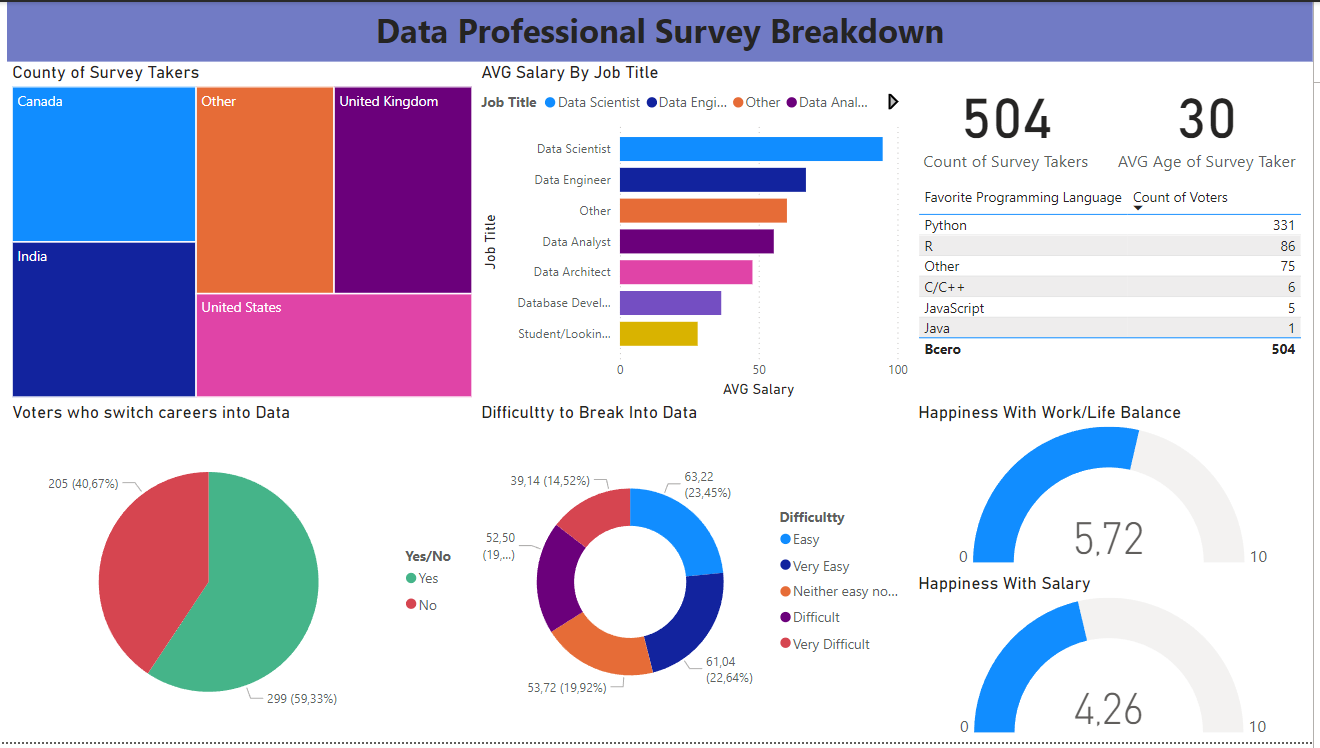 Data Professional Survey Breakdown
County of Survey Takers
Canada
Other
United Kingdom
India
United States
AVG Salary By Job Title
Job Title Data Scientist Data Engi... Other Data Anal...
Job Title
Data Scientist
Data Engineer
Other
Data Analyst
Data Architect
Database Devel...
Student/Lookin...
0 50 100
AVG Salary
504
Count of Survey Takers
30
AVG Age of Survey Taker
Favorite Programming Language Count of Voters
Python 331
R 86
Other 75
C/C++ 6
JavaScript 5
Java 1
Всего 504
Voters who switch careers into Data
205 (40,67%)
299 (59,33%)
Yes/No
Yes
No
Difficultty to Break Into Data
39,14 (14,52%)
63,22
(23,45%)
52,50
(19,...)
53,72 (19,92%)
61,04
(22,64%)
Difficultty
Easy
Very Easy
Neither easy no...
Difficult
Very Difficult
Happiness With Work/Life Balance
5,72
0 10
Happiness With Salary
4,26
0 10